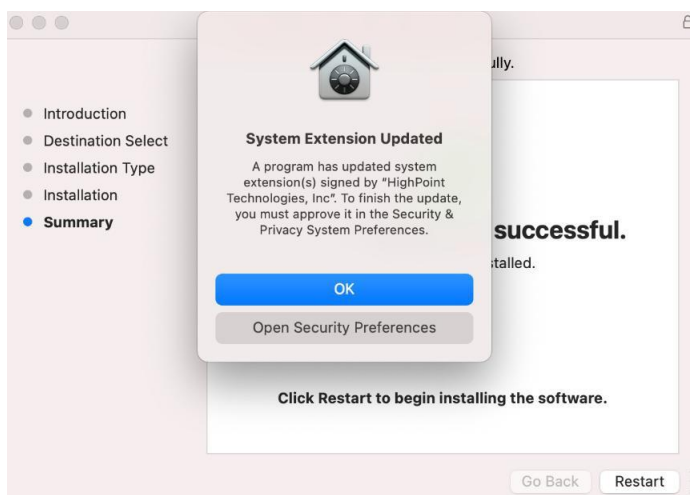 ully.
Introduction
Destination Select
Installation Type
Installation
Summary
System Extension Updated
A program has updated system
extension(s) signed by "HighPoint
Technologies, Inc". To finish the update,
you must approve it in the Security &
Privacy System Preferences.
OK
Open Security Preferences
successful.
stalled.
Click Restart to begin installing the software.
Go Back
Restart